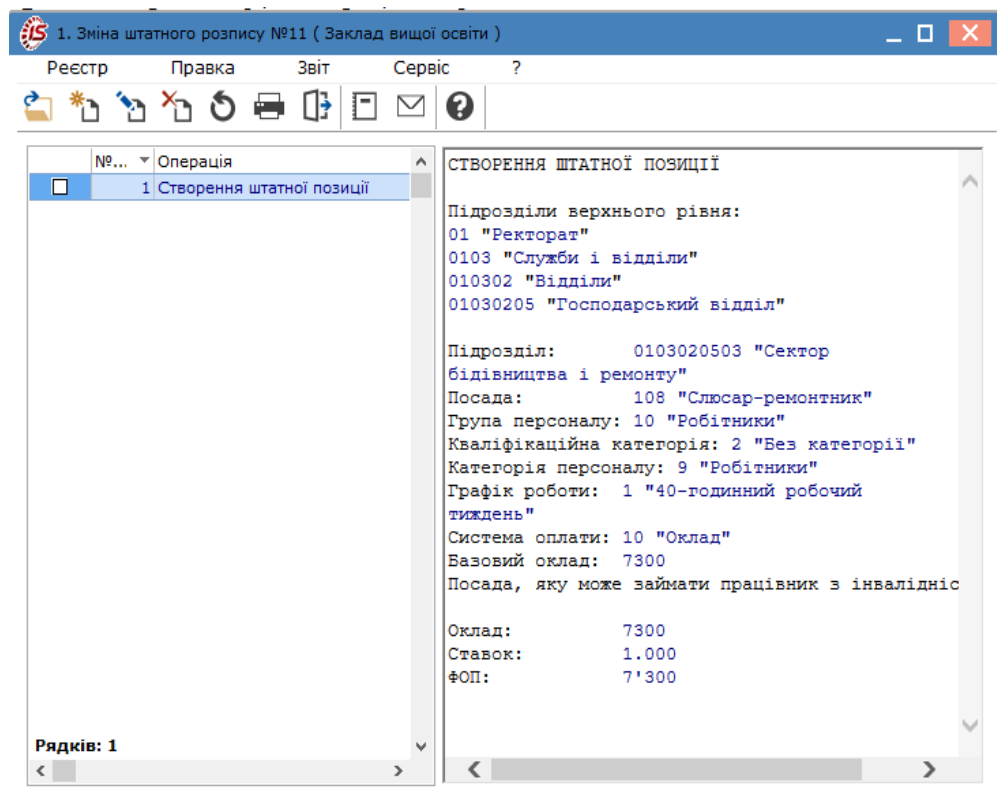 1. Зміна штатного розпису №11 ( Заклад вищої освіти )
Реєстр Правка Звіт Сервіс ?
№... Операція
1 Створення штатної позиції
Рядків: 1
СТВОРЕННЯ ШТАТНОЇ ПОЗИЦІЇ
Підрозділи верхнього рівня:
01 "Ректорат"
0103 "Служби і відділи"
010302 "Відділи"
01030205 "Господарський відділ"
Підрозділ: 0103020503 "Сектор
бідівництва і ремонту"
Посада: 108 "Слюсар-ремонтник"
Група персоналу: 10 "Робітники"
Кваліфікаційна категорія: 2 "Без категорії"
Категорія персоналу: 9 "Робітники"
Графік роботи: 1 "40-годинний робочий
тиждень"
Система оплати: 10 "Оклад"
Базовий оклад: 7300
Посада, яку може займати працівник з інвалідніс
Оклад: 7300
Ставок: 1.000
ФОП: 7'300